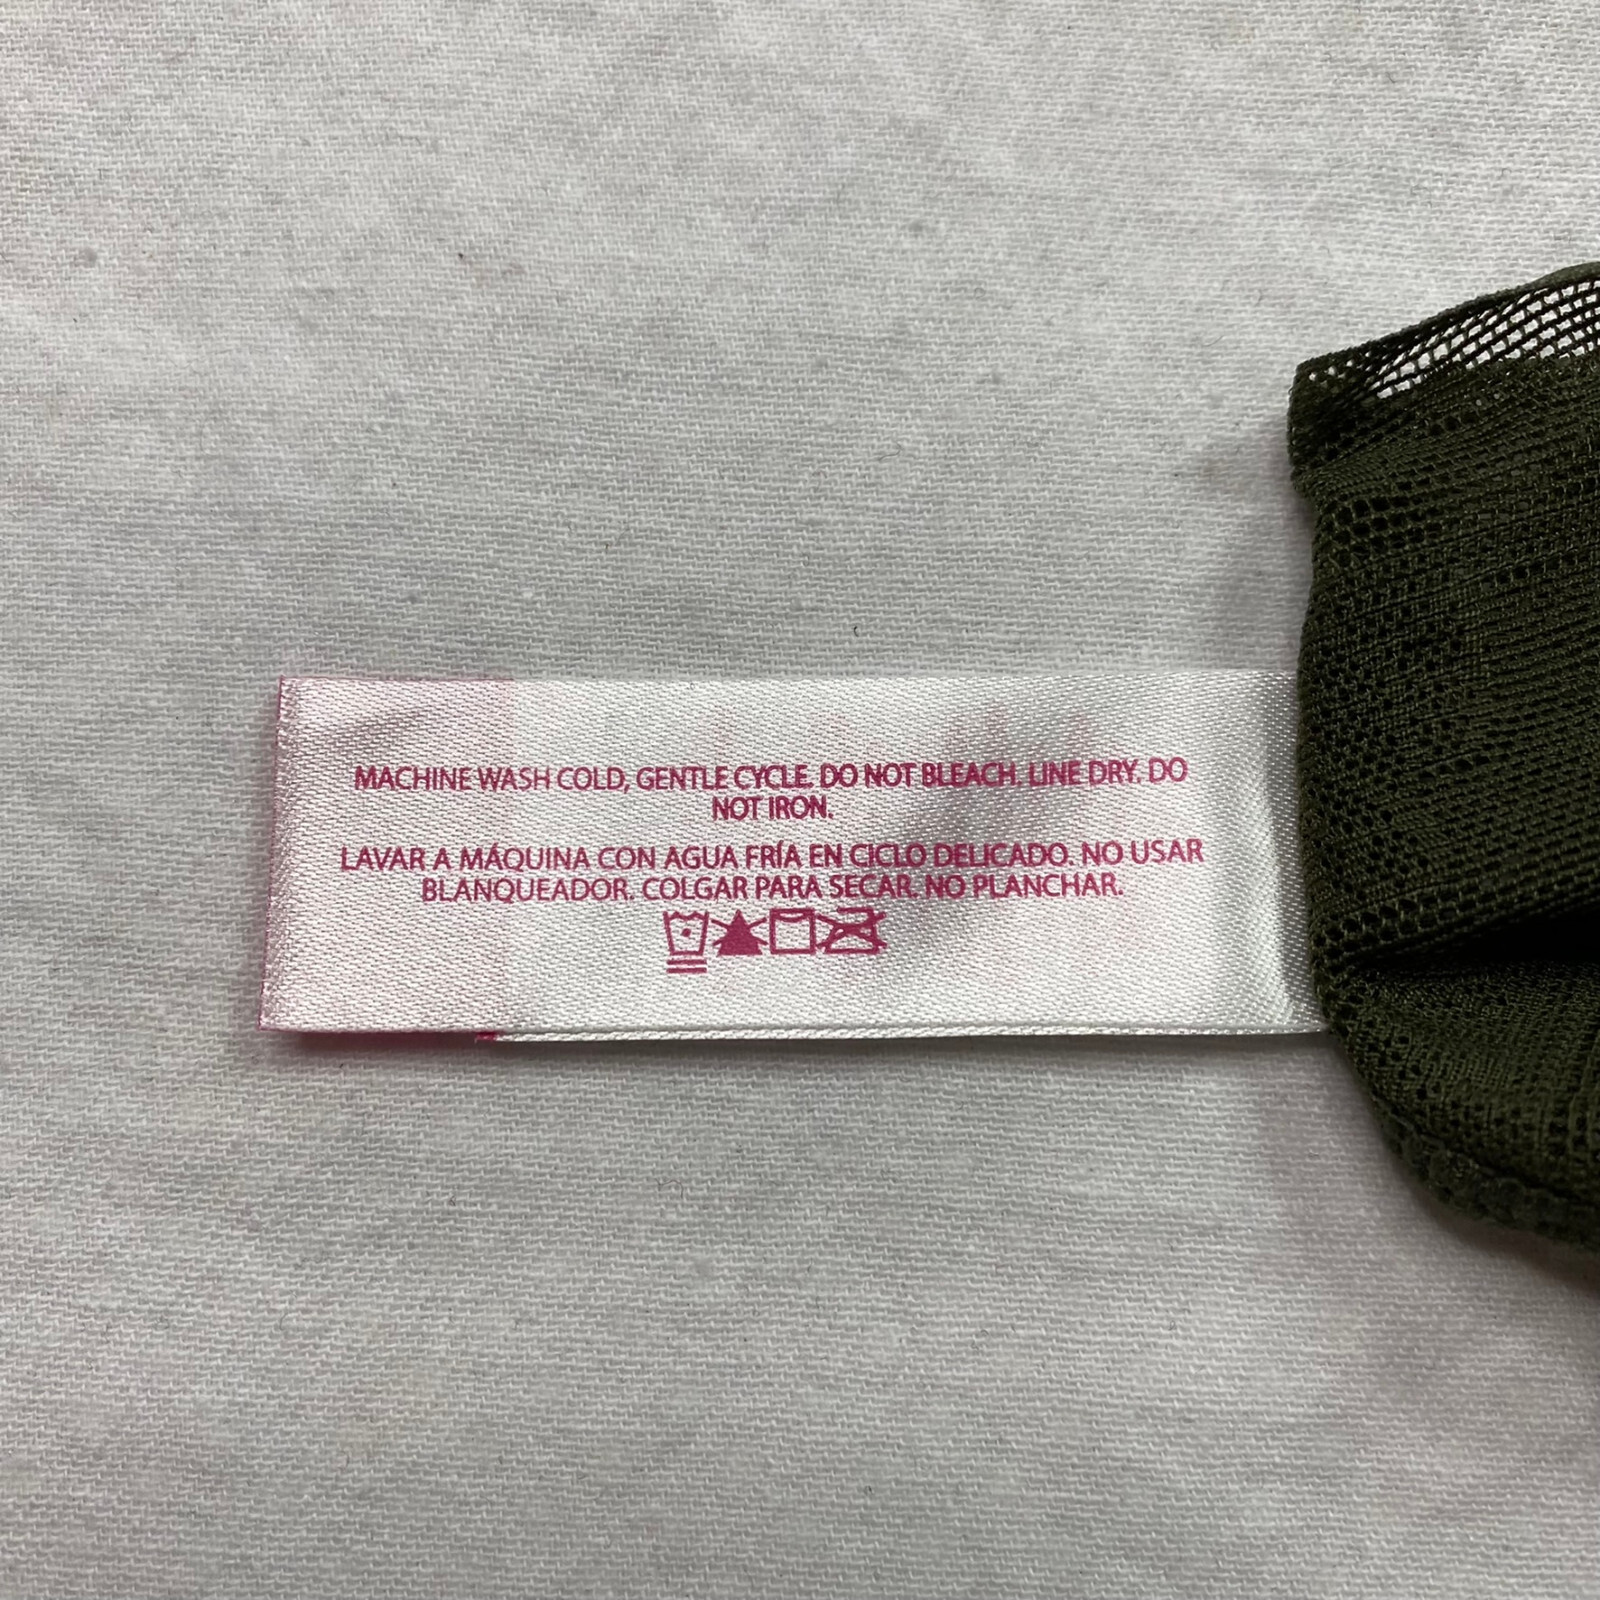 MACHINE WASH COLD, GENTLE CYCLE. DO NOT BLEACH. LINE DRY. DO
NOT IRON.
LAVAR A MÁQUINA CON AGUA FRÍA EN CICLO DELICADO. NO USAR
BLANQUEADOR. COLGAR PARA SECAR. NO PLANCHAR.